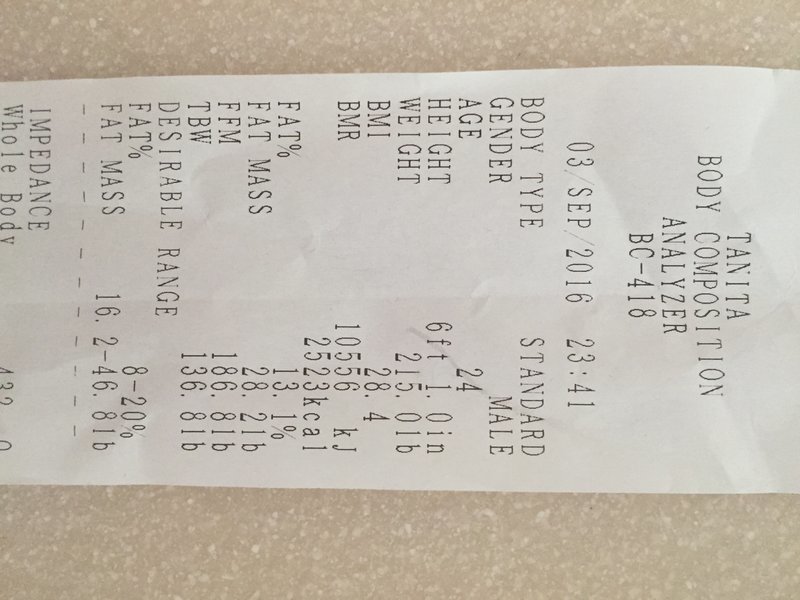 TANITA
BODY COMPOSITION
ANALYZER
BC-418
03/SEP/2016 23:41
BODY TYPE STANDARD
GENDER MALE
AGE 24
HEIGHT 6ft 1.0in
WEIGHT 215.0lb
BMI 28.4
BMR 10556 kJ
2523kcal
FAT% 13.1%
FAT MASS 28.2lb
FFM 186.8lb
TBW 136.8lb
DESIRABLE RANGE
FAT% 8-20%
FAT MASS 16.2-46.8lb
- - - - - - - - - - - -
IMPEDANCE
Whole Body